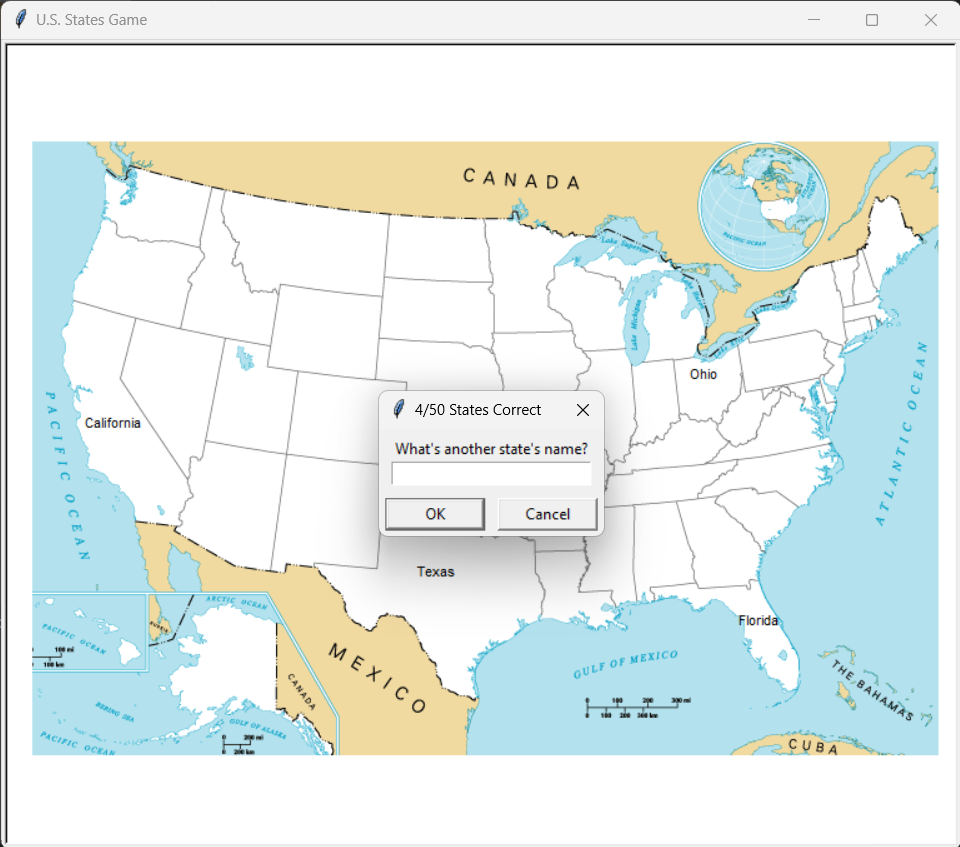 U.S. States Game
CANADA
PACIFIC OCEAN
Lake Superior
Lake Michigan
Ohio
4/50 States Correct
What's another state's name?
OK
Cancel
California
PACIFIC OCEAN
ATLANTIC OCEAN
Texas
Florida
ARCTIC OCEAN
RUSSIA
PACIFIC OCEAN
100 mi
100 km
MEXICO
CANADA
GULF OF MEXICO
THE BAHAMAS
100 200 300 mi
100 200 300 km
BERING SEA
GULF OF ALASKA
PACIFIC OCEAN
0 200 mi
0 200 km
CUBA